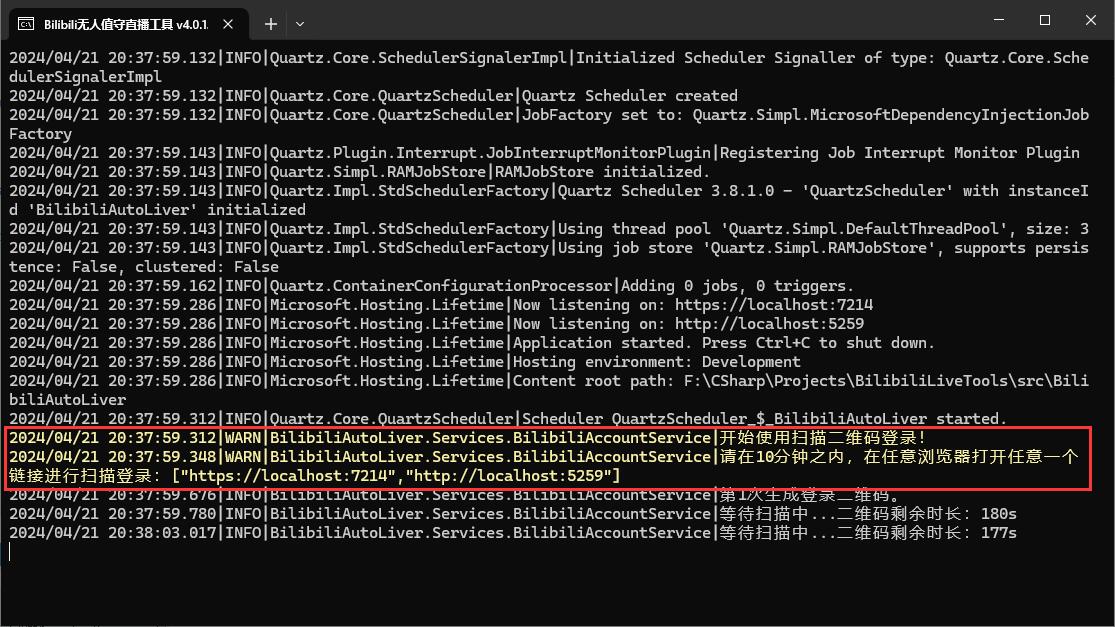 Bilibili无人值守直播工具 v4.0.1.
2024/04/21 20:37:59.132|INFO|Quartz.Core.SchedulerSignalerImpl|Initialized Scheduler Signaller of type: Quartz.Core.Sche
dulerSignalerImpl
2024/04/21 20:37:59.132|INFO|Quartz.Core.QuartzScheduler|Quartz Scheduler created
2024/04/21 20:37:59.132|INFO|Quartz.Core.QuartzScheduler|JobFactory set to: Quartz.Simpl.MicrosoftDependencyInjectionJob
Factory
2024/04/21 20:37:59.143|INFO|Quartz.Plugin.Interrupt.JobInterruptMonitorPlugin|Registering Job Interrupt Monitor Plugin
2024/04/21 20:37:59.143|INFO|Quartz.Simpl.RAMJobStore|RAMJobStore initialized.
2024/04/21 20:37:59.143|INFO|Quartz.Impl.StdSchedulerFactory|Quartz Scheduler 3.8.1.0 - 'QuartzScheduler' with instanceI
d 'BilibiliAutoLiver' initialized
2024/04/21 20:37:59.143|INFO|Quartz.Impl.StdSchedulerFactory|Using thread pool 'Quartz.Simpl.DefaultThreadPool', size: 3
2024/04/21 20:37:59.143|INFO|Quartz.Impl.StdSchedulerFactory|Using job store 'Quartz.Simpl.RAMJobStore', supports persis
tence: False, clustered: False
2024/04/21 20:37:59.162|INFO|Quartz.ContainerConfigurationProcessor|Adding 0 jobs, 0 triggers.
2024/04/21 20:37:59.286|INFO|Microsoft.Hosting.Lifetime|Now listening on: https://localhost:7214
2024/04/21 20:37:59.286|INFO|Microsoft.Hosting.Lifetime|Now listening on: http://localhost:5259
2024/04/21 20:37:59.286|INFO|Microsoft.Hosting.Lifetime|Application started. Press Ctrl+C to shut down.
2024/04/21 20:37:59.286|INFO|Microsoft.Hosting.Lifetime|Hosting environment: Development
2024/04/21 20:37:59.286|INFO|Microsoft.Hosting.Lifetime|Content root path: F:\CSharp\Projects\BilibiliLiveTools\src\Bili
biliAutoLiver
2024/04/21 20:37:59.312|INFO|Quartz.Core.QuartzScheduler|Scheduler QuartzScheduler_$_BilibiliAutoLiver started.
2024/04/21 20:37:59.312|WARN|BilibiliAutoLiver.Services.BilibiliAccountService|开始使用扫描二维码登录！
2024/04/21 20:37:59.348|WARN|BilibiliAutoLiver.Services.BilibiliAccountService|请在10分钟之内，在任意浏览器打开任意一个
链接进行扫描登录：["https://localhost:7214","http://localhost:5259"]
2024/04/21 20:37:59.676|INFO|BilibiliAutoLiver.Services.BilibiliAccountService|第1次生成登录二维码。
2024/04/21 20:37:59.780|INFO|BilibiliAutoLiver.Services.BilibiliAccountService|等待扫描中...二维码剩余时长：180s
2024/04/21 20:38:03.017|INFO|BilibiliAutoLiver.Services.BilibiliAccountService|等待扫描中...二维码剩余时长：177s